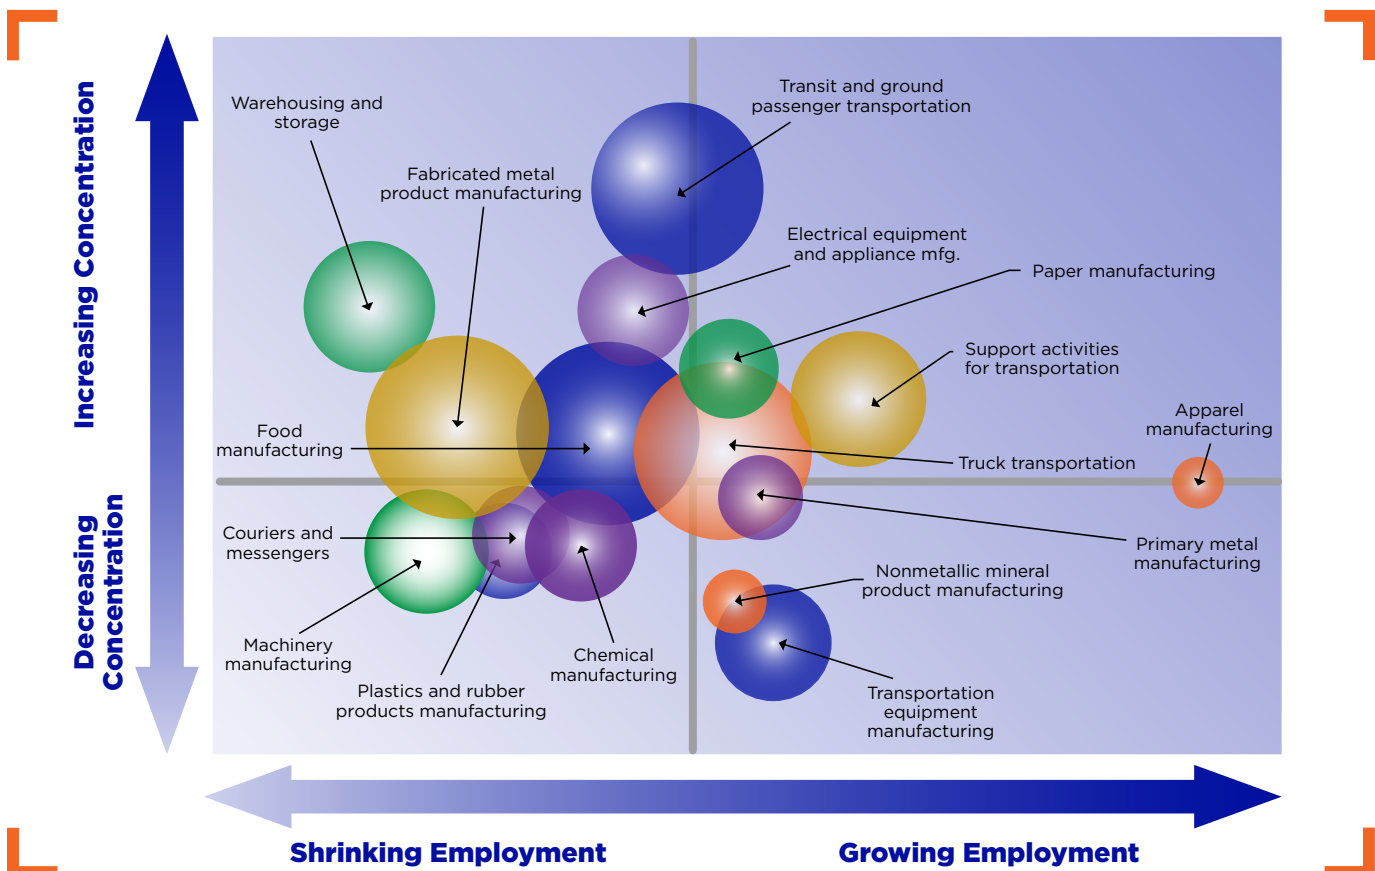 Increasing Concentration
Decreasing
Concentration
Warehousing and
storage
Transit and ground
passenger transportation
Fabricated metal
product manufacturing
Electrical equipment
and appliance mfg.
Paper manufacturing
Support activities
for transportation
Apparel
manufacturing
Food
manufacturing
Truck transportation
Couriers and
messengers
Primary metal
manufacturing
Nonmetallic mineral
product manufacturing
Machinery
manufacturing
Chemical
manufacturing
Plastics and rubber
products manufacturing
Transportation
equipment
manufacturing
Shrinking Employment
Growing Employment